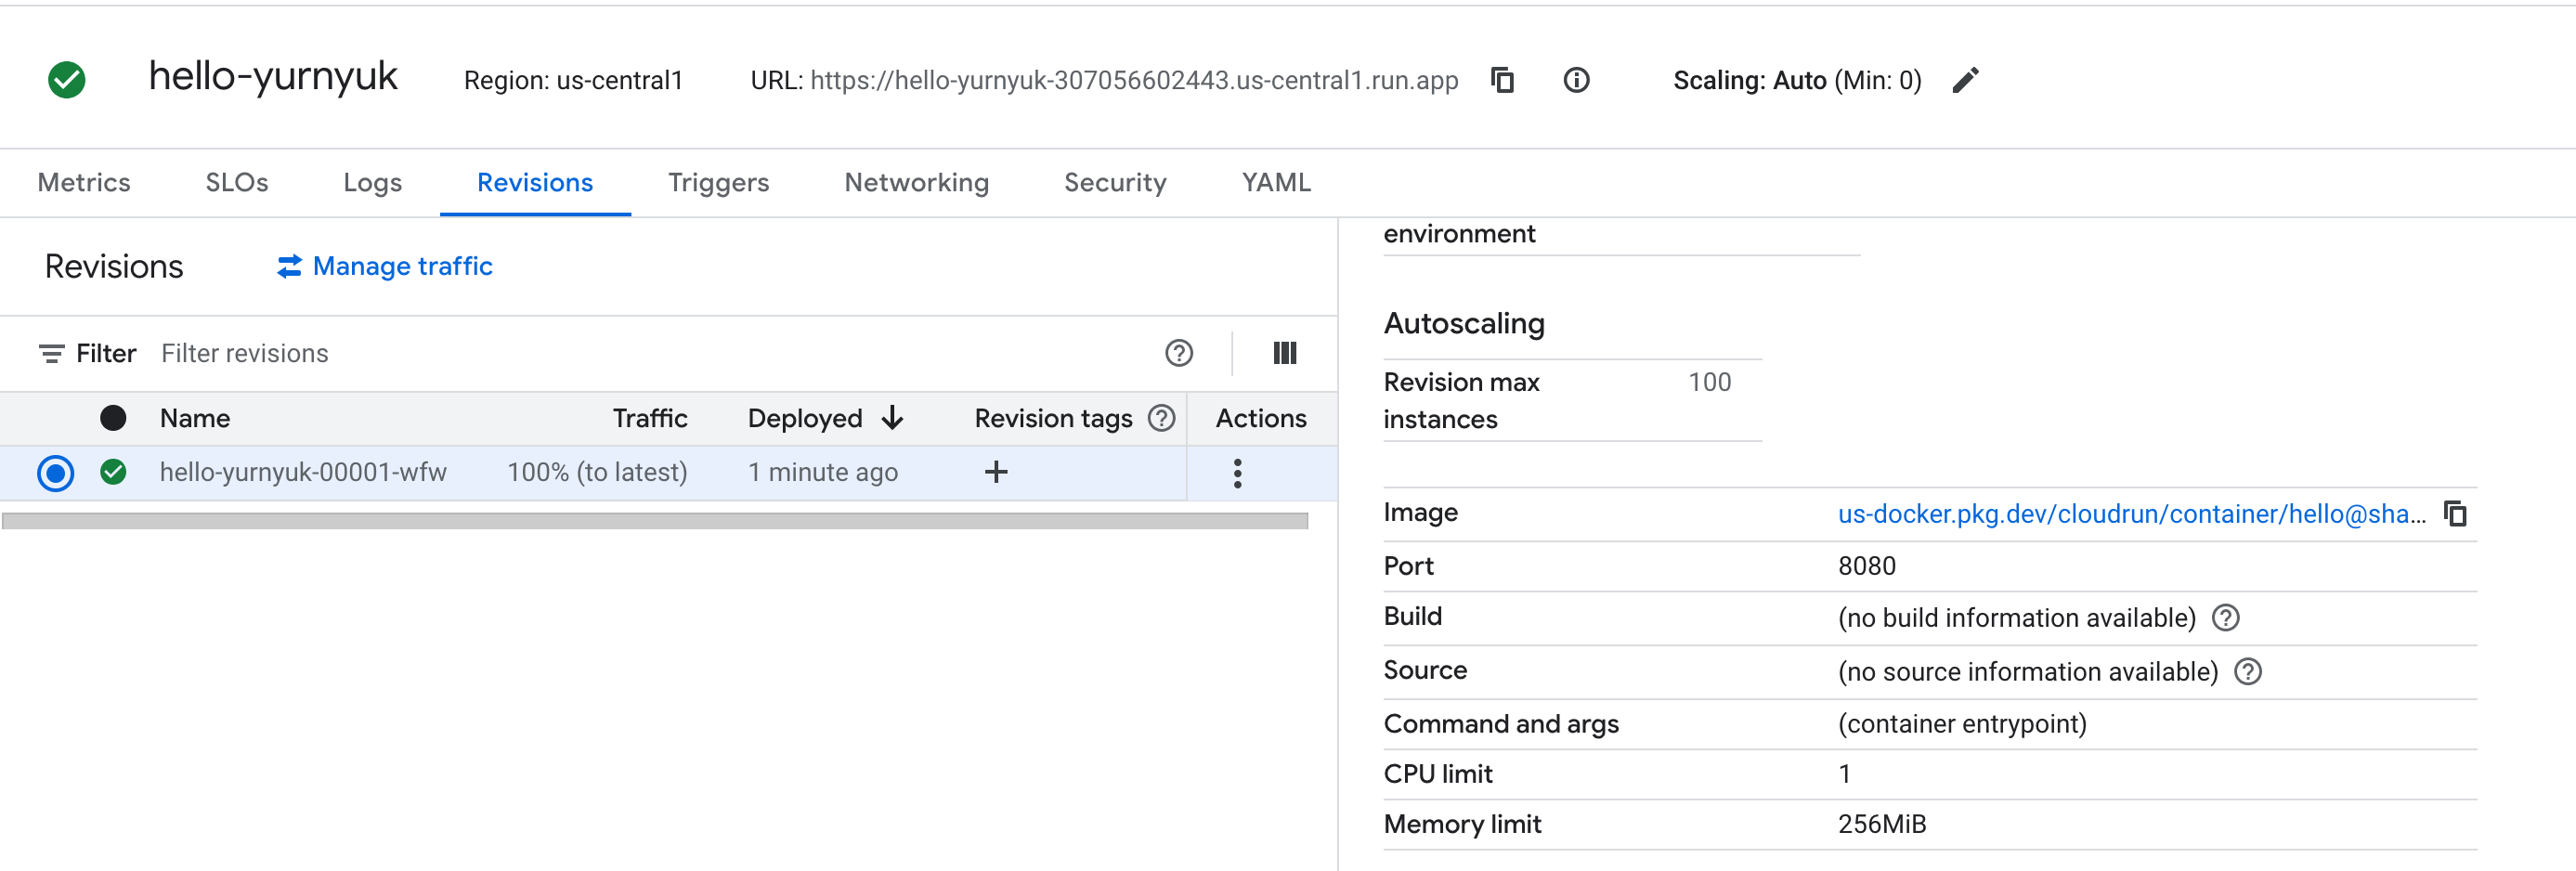 hello-yurnyuk Region: us-central1 URL: https://hello-yurnyuk-307056602443.us-central1.run.app Scaling: Auto (Min: 0)
Metrics SLOs Logs Revisions Triggers Networking Security YAML
Revisions Manage traffic
Filter Filter revisions
Name Traffic Deployed Revision tags Actions
hello-yurnyuk-00001-wfw 100% (to latest) 1 minute ago
environment
Autoscaling
Revision max 100
instances
Image us-docker.pkg.dev/cloudrun/container/hello@sha...
Port 8080
Build (no build information available)
Source (no source information available)
Command and args (container entrypoint)
CPU limit 1
Memory limit 256MiB